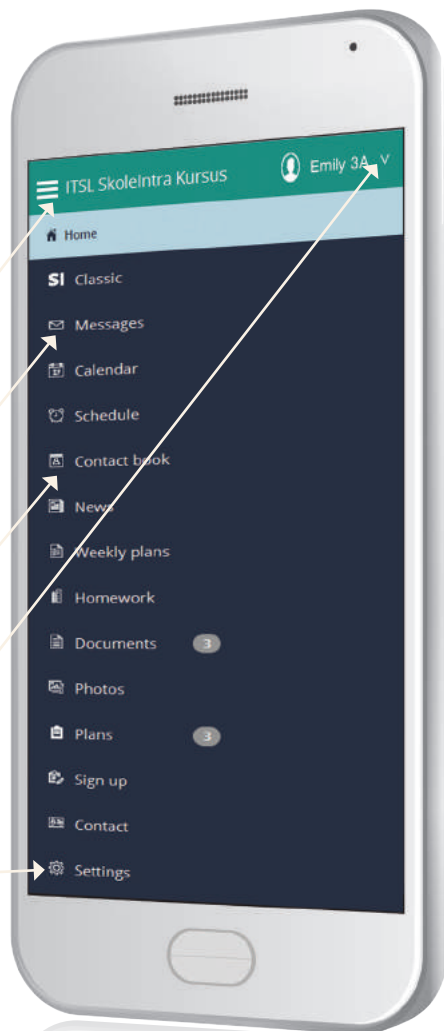 ITSL SkoleIntra Kursus
Emily 3A
Home
SI Classic
Messages
Calendar
Schedule
Contact book
News
Weekly plans
Homework
Documents 3
Photos
Plans 3
Sign up
Contact
Settings